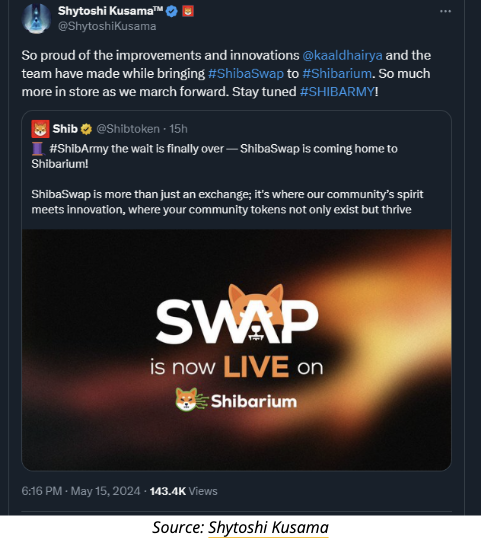 Shytoshi Kusama™
@ShytoshiKusama
So proud of the improvements and innovations @kaaldhairya and the
team have made while bringing #ShibaSwap to #Shibarium. So much
more in store as we march forward. Stay tuned #SHIBARMY!
Shib @Shibtoken · 15h
#ShibArmy the wait is finally over — ShibaSwap is coming home to
Shibarium!
ShibaSwap is more than just an exchange; it's where our community's spirit
meets innovation, where your community tokens not only exist but thrive
SWAP
is now LIVE on
Shibarium
6:16 PM · May 15, 2024 · 143.4K Views
Source: Shytoshi Kusama